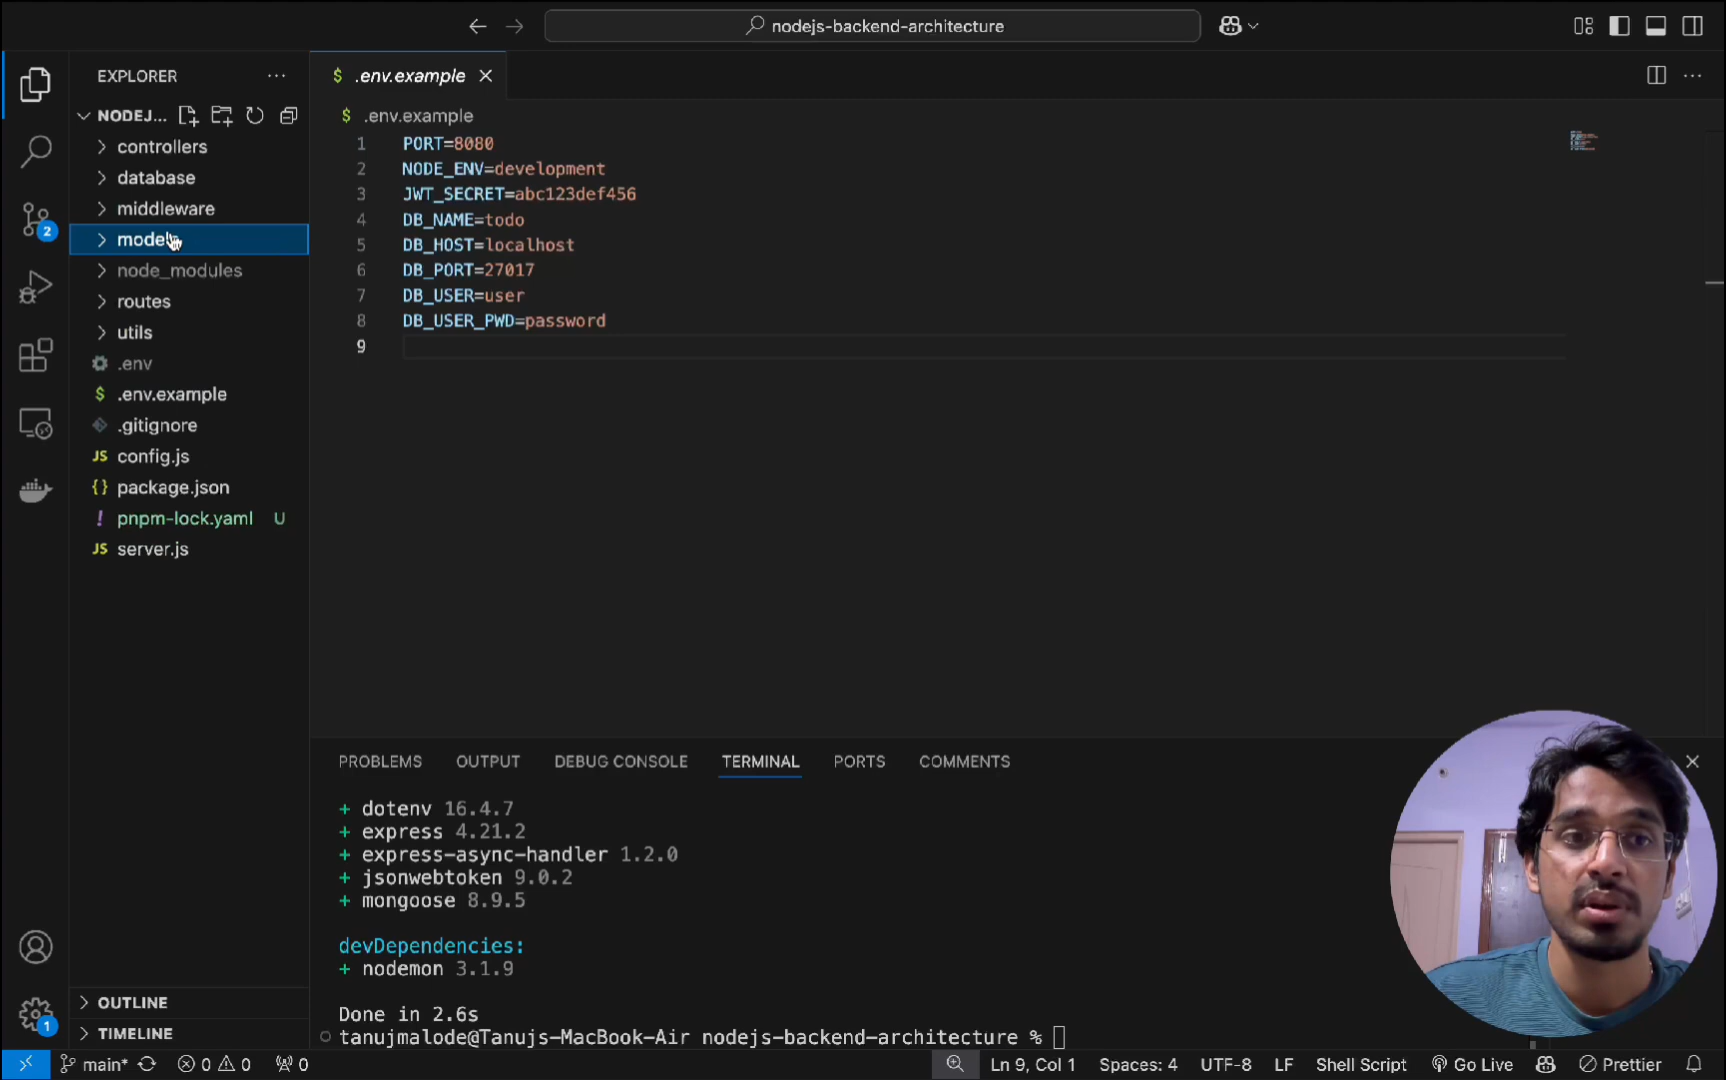 nodejs-backend-architecture
EXPLORER
NODEJ...
controllers
database
middleware
models
node_modules
routes
utils
.env
.env.example
.gitignore
JS config.js
{} package.json
! pnpm-lock.yaml U
JS server.js
OUTLINE
TIMELINE
2
1
$ .env.example
$ .env.example
1 PORT=8080
2 NODE_ENV=development
3 JWT_SECRET=abc123def456
4 DB_NAME=todo
5 DB_HOST=localhost
6 DB_PORT=27017
7 DB_USER=user
8 DB_USER_PWD=password
9
PROBLEMS OUTPUT DEBUG CONSOLE TERMINAL PORTS COMMENTS
+ dotenv 16.4.7
+ express 4.21.2
+ express-async-handler 1.2.0
+ jsonwebtoken 9.0.2
+ mongoose 8.9.5
devDependencies:
+ nodemon 3.1.9
Done in 2.6s
tanujmalode@Tanujs-MacBook-Air nodejs-backend-architecture %
main* 0 0 0 Ln 9, Col 1 Spaces: 4 UTF-8 LF Shell Script Go Live Prettier